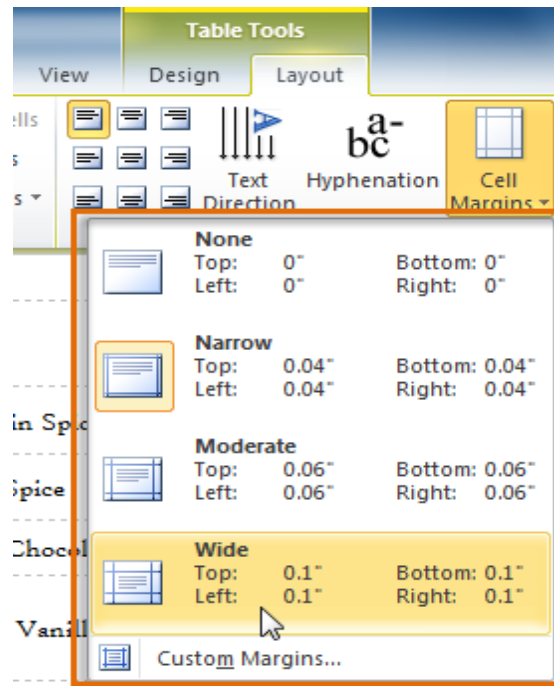 Table Tools
View Design Layout
ells
s
s
Text Direction
Hyphenation
Cell Margins
None
Top: 0" Bottom: 0"
Left: 0" Right: 0"
Narrow
Top: 0.04" Bottom: 0.04"
Left: 0.04" Right: 0.04"
in Spic
Moderate
Top: 0.06" Bottom: 0.06"
Left: 0.06" Right: 0.06"
Spice
Chocol
Wide
Top: 0.1" Bottom: 0.1"
Left: 0.1" Right: 0.1"
Vanill
Custom Margins...
a-
bc